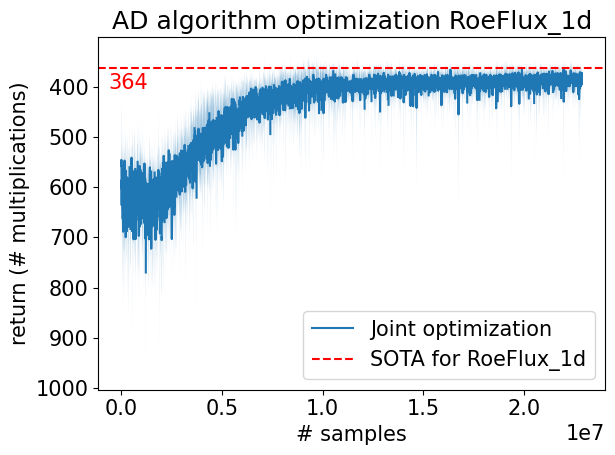 AD algorithm optimization RoeFlux_1d
return (# multiplications)
364
400
500
600
700
800
900
1000
Joint optimization
SOTA for RoeFlux_1d
0.0 0.5 1.0 1.5 2.0
# samples
1e7